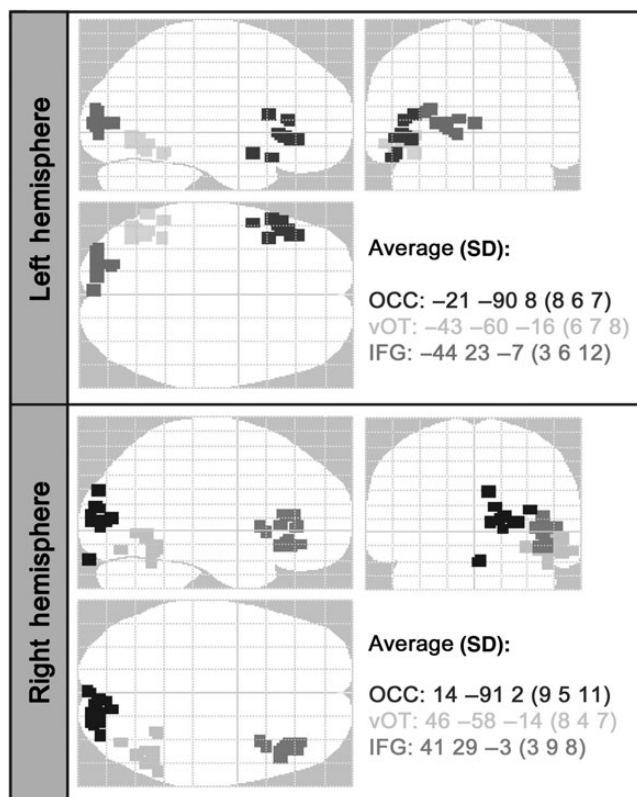 Left hemisphere
Average (SD):
OCC: –21 –90 8 (8 6 7)
vOT: –43 –60 –16 (6 7 8)
IFG: –44 23 –7 (3 6 12)
Right hemisphere
Average (SD):
OCC: 14 –91 2 (9 5 11)
vOT: 46 –58 –14 (8 4 7)
IFG: 41 29 –3 (3 9 8)